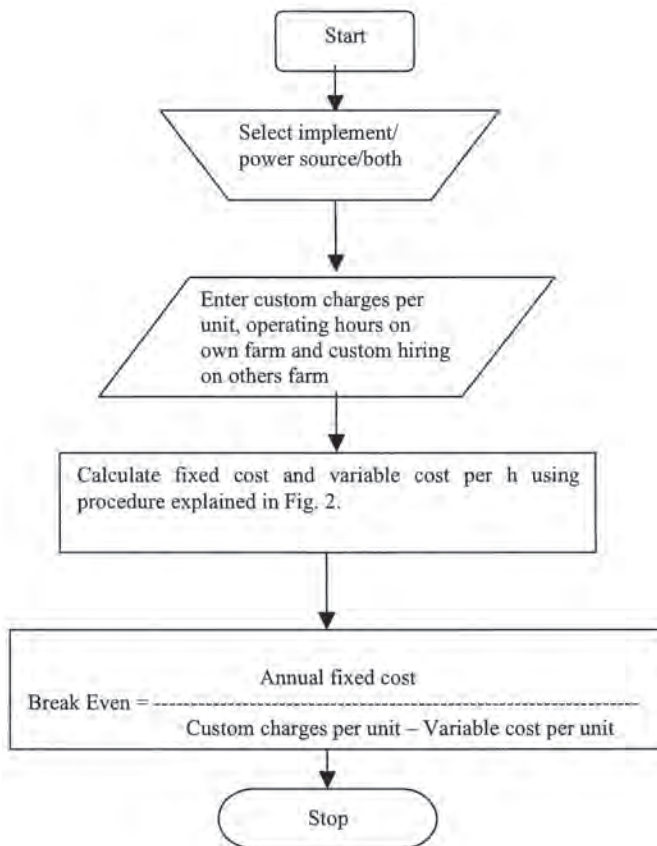 Start
Select implement/
power source/both
Enter custom charges per
unit, operating hours on
own farm and custom hiring
on others farm
Calculate fixed cost and variable cost per h using
procedure explained in Fig. 2.
Annual fixed cost
Break Even = ------------------------------------------------
Custom charges per unit – Variable cost per unit
Stop